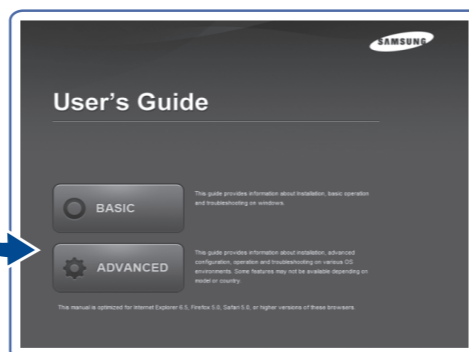 SAMSUNG
User's Guide
BASIC
This guide provides information about Installation, basic operation
and troubleshooting on windows.
ADVANCED
This guide provides information about installation, advanced
configuration, operation and troubleshooting on various OS
environments. Some features may not be available depending on
model or country.
This manual is optimized for Internet Explorer 6.5, Firefox 5.0, Safari 5.0, or higher versions of these browsers.